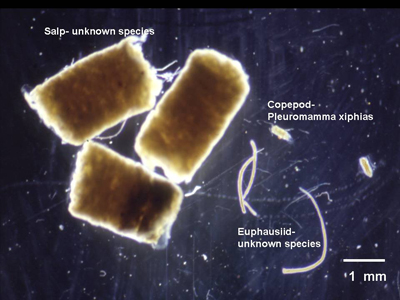 Salp- unknown species
Copepod-
Pleuromamma xiphias
Euphausiid-
unknown species
1 mm